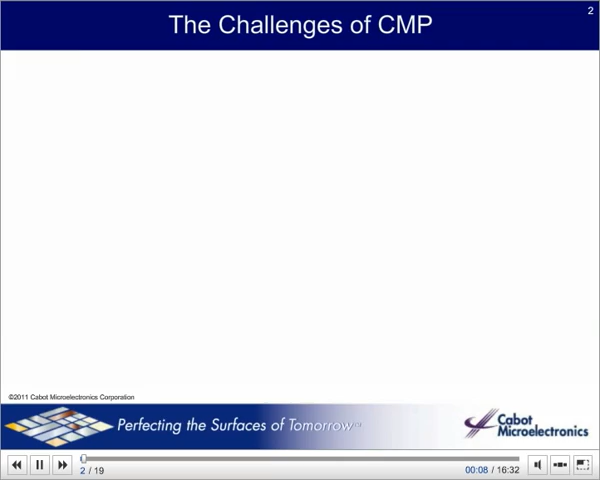 The Challenges of CMP
2
©2011 Cabot Microelectronics Corporation
Perfecting the Surfaces of Tomorrow™
Cabot
Microelectronics
2 / 19
00:08 / 16:32